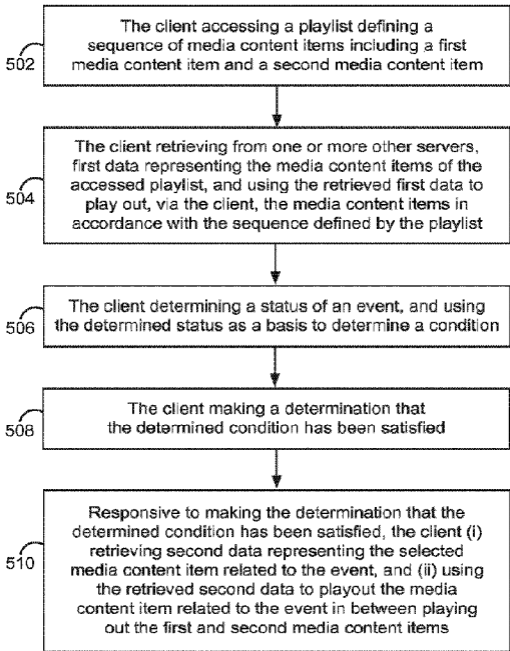 The client accessing a playlist defining a
sequence of media content items including a first
media content item and a second media content item
502
The client retrieving from one or more other servers,
first data representing the media content items of the
accessed playlist, and using the retrieved first data to
play out, via the client, the media content items in
accordance with the sequence defined by the playlist
504
The client determining a status of an event, and using
the determined status as a basis to determine a condition
506
The client making a determination that
the determined condition has been satisfied
508
Responsive to making the determination that the
determined condition has been satisfied, the client (i)
retrieving second data representing the selected
media content item related to the event, and (ii) using
the retrieved second data to playout the media
content item related to the event in between playing
out the first and second media content items
510